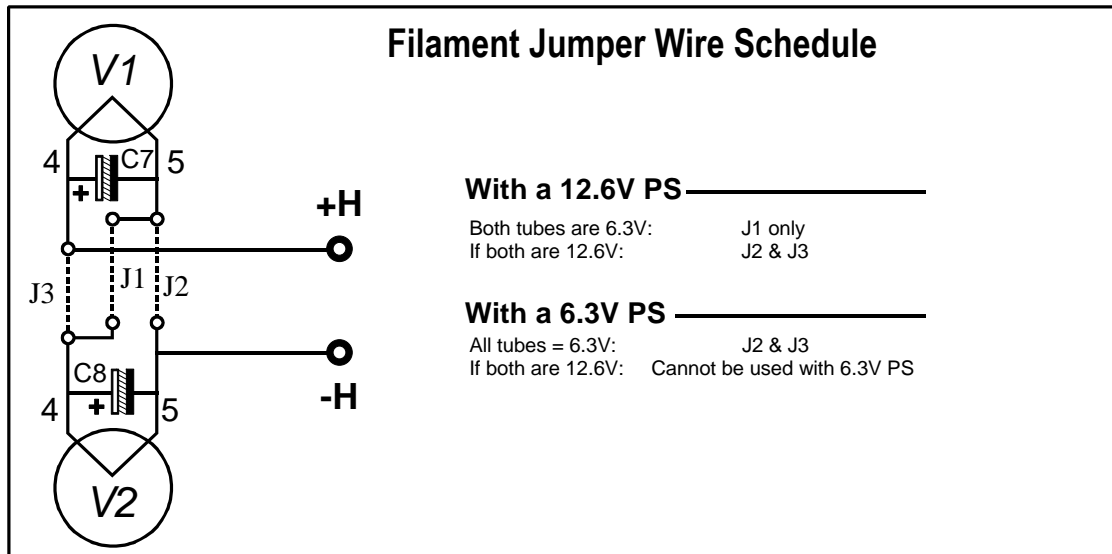 Filament Jumper Wire Schedule
V1
4 C7 5
+
+H
J3 J1 J2
-H
C8
4 + 5
V2
With a 12.6V PS
Both tubes are 6.3V: J1 only
If both are 12.6V: J2 & J3
With a 6.3V PS
All tubes = 6.3V: J2 & J3
If both are 12.6V: Cannot be used with 6.3V PS